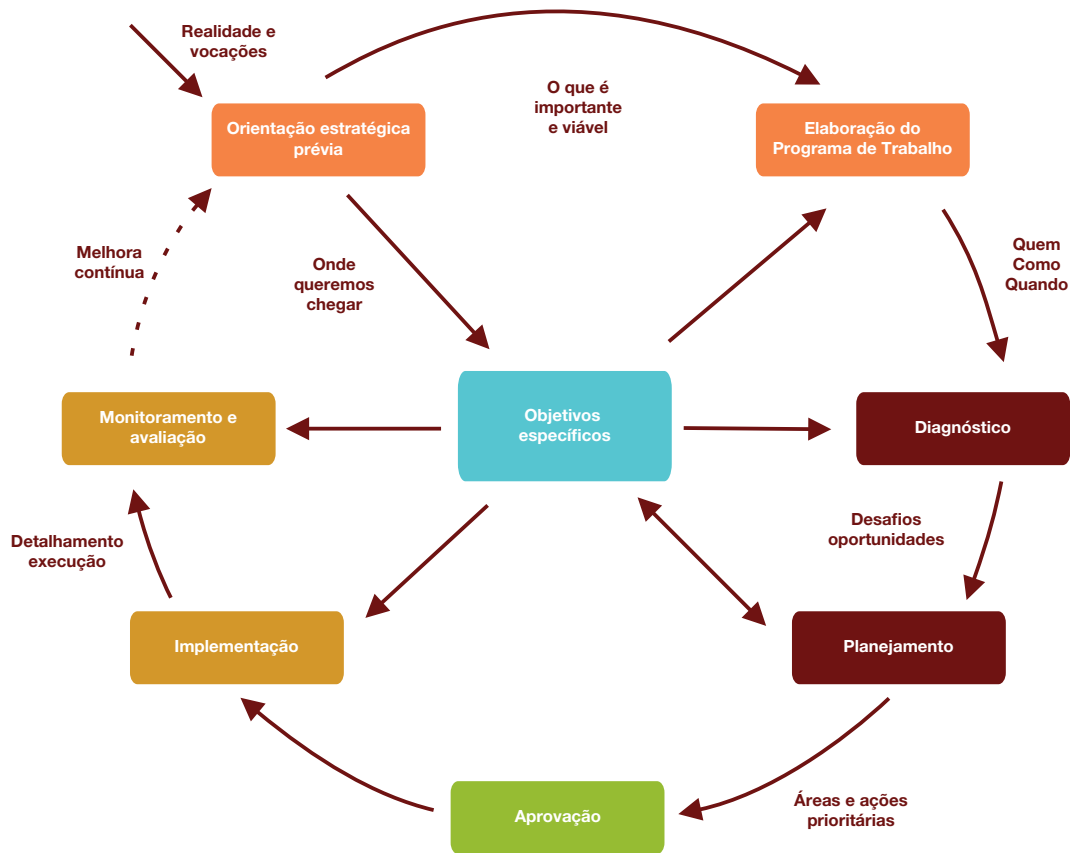 Realidade e
vocações
O que é
importante
e viável
Orientação estratégica
prévia
Elaboração do
Programa de Trabalho
Melhora
contínua
Onde
queremos
chegar
Quem
Como
Quando
Monitoramento e
avaliação
Objetivos
específicos
Diagnóstico
Detalhamento
execução
Desafios
oportunidades
Implementação
Planejamento
Aprovação
Áreas e ações
prioritárias